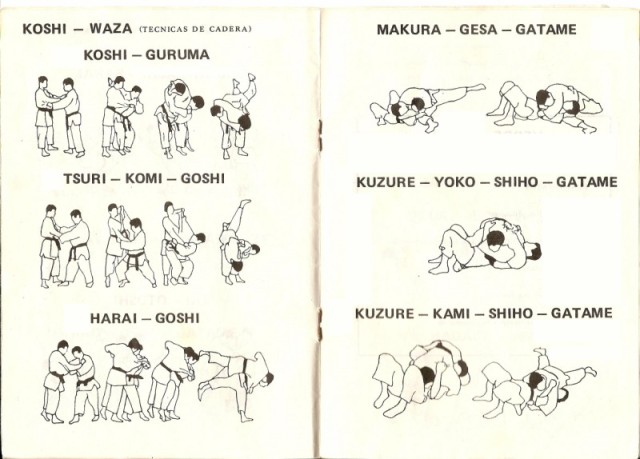 KOSHI – WAZA (TECNICAS DE CADERA)
KOSHI – GURUMA
TSURI – KOMI – GOSHI
HARAI – GOSHI
MAKURA – GESA – GATAME
KUZURE – YOKO – SHIHO – GATAME
KUZURE – KAMI – SHIHO – GATAME